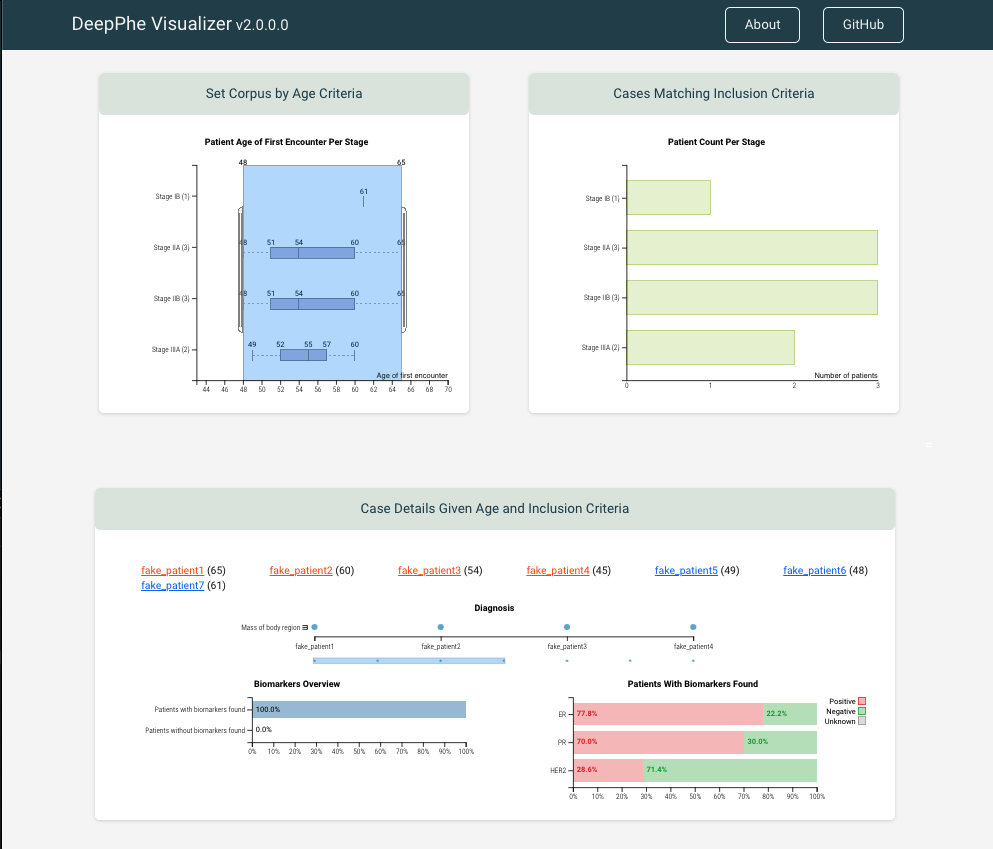 DeepPhe Visualizer v2.0.0.0
About
GitHub
Set Corpus by Age Criteria
Patient Age of First Encounter Per Stage
48 65
Stage IB (1)
61
Stage IIA (3)
48 51 54 60 65
Stage IIB (3)
48 51 54 60 65
Stage IIIA (2)
49 52 55 57 60
Age of first encounter
44 46 48 50 52 54 56 58 60 62 64 66 68 70
Cases Matching Inclusion Criteria
Patient Count Per Stage
Stage IB (1)
Stage IIA (3)
Stage IIB (3)
Stage IIIA (2)
Number of patients
0 1 2 3
Case Details Given Age and Inclusion Criteria
fake_patient1 (65) fake_patient2 (60) fake_patient3 (54) fake_patient4 (45) fake_patient5 (49) fake_patient6 (48)
fake_patient7 (61)
Diagnosis
Mass of body region
fake_patient1 fake_patient2 fake_patient3 fake_patient4
Biomarkers Overview
Patients with biomarkers found 100.0%
Patients without biomarkers found 0.0%
0% 10% 20% 30% 40% 50% 60% 70% 80% 90% 100%
Patients With Biomarkers Found
Positive
Negative
Unknown
ER 77.8% 22.2%
PR 70.0% 30.0%
HER2 28.6% 71.4%
0% 10% 20% 30% 40% 50% 60% 70% 80% 90% 100%